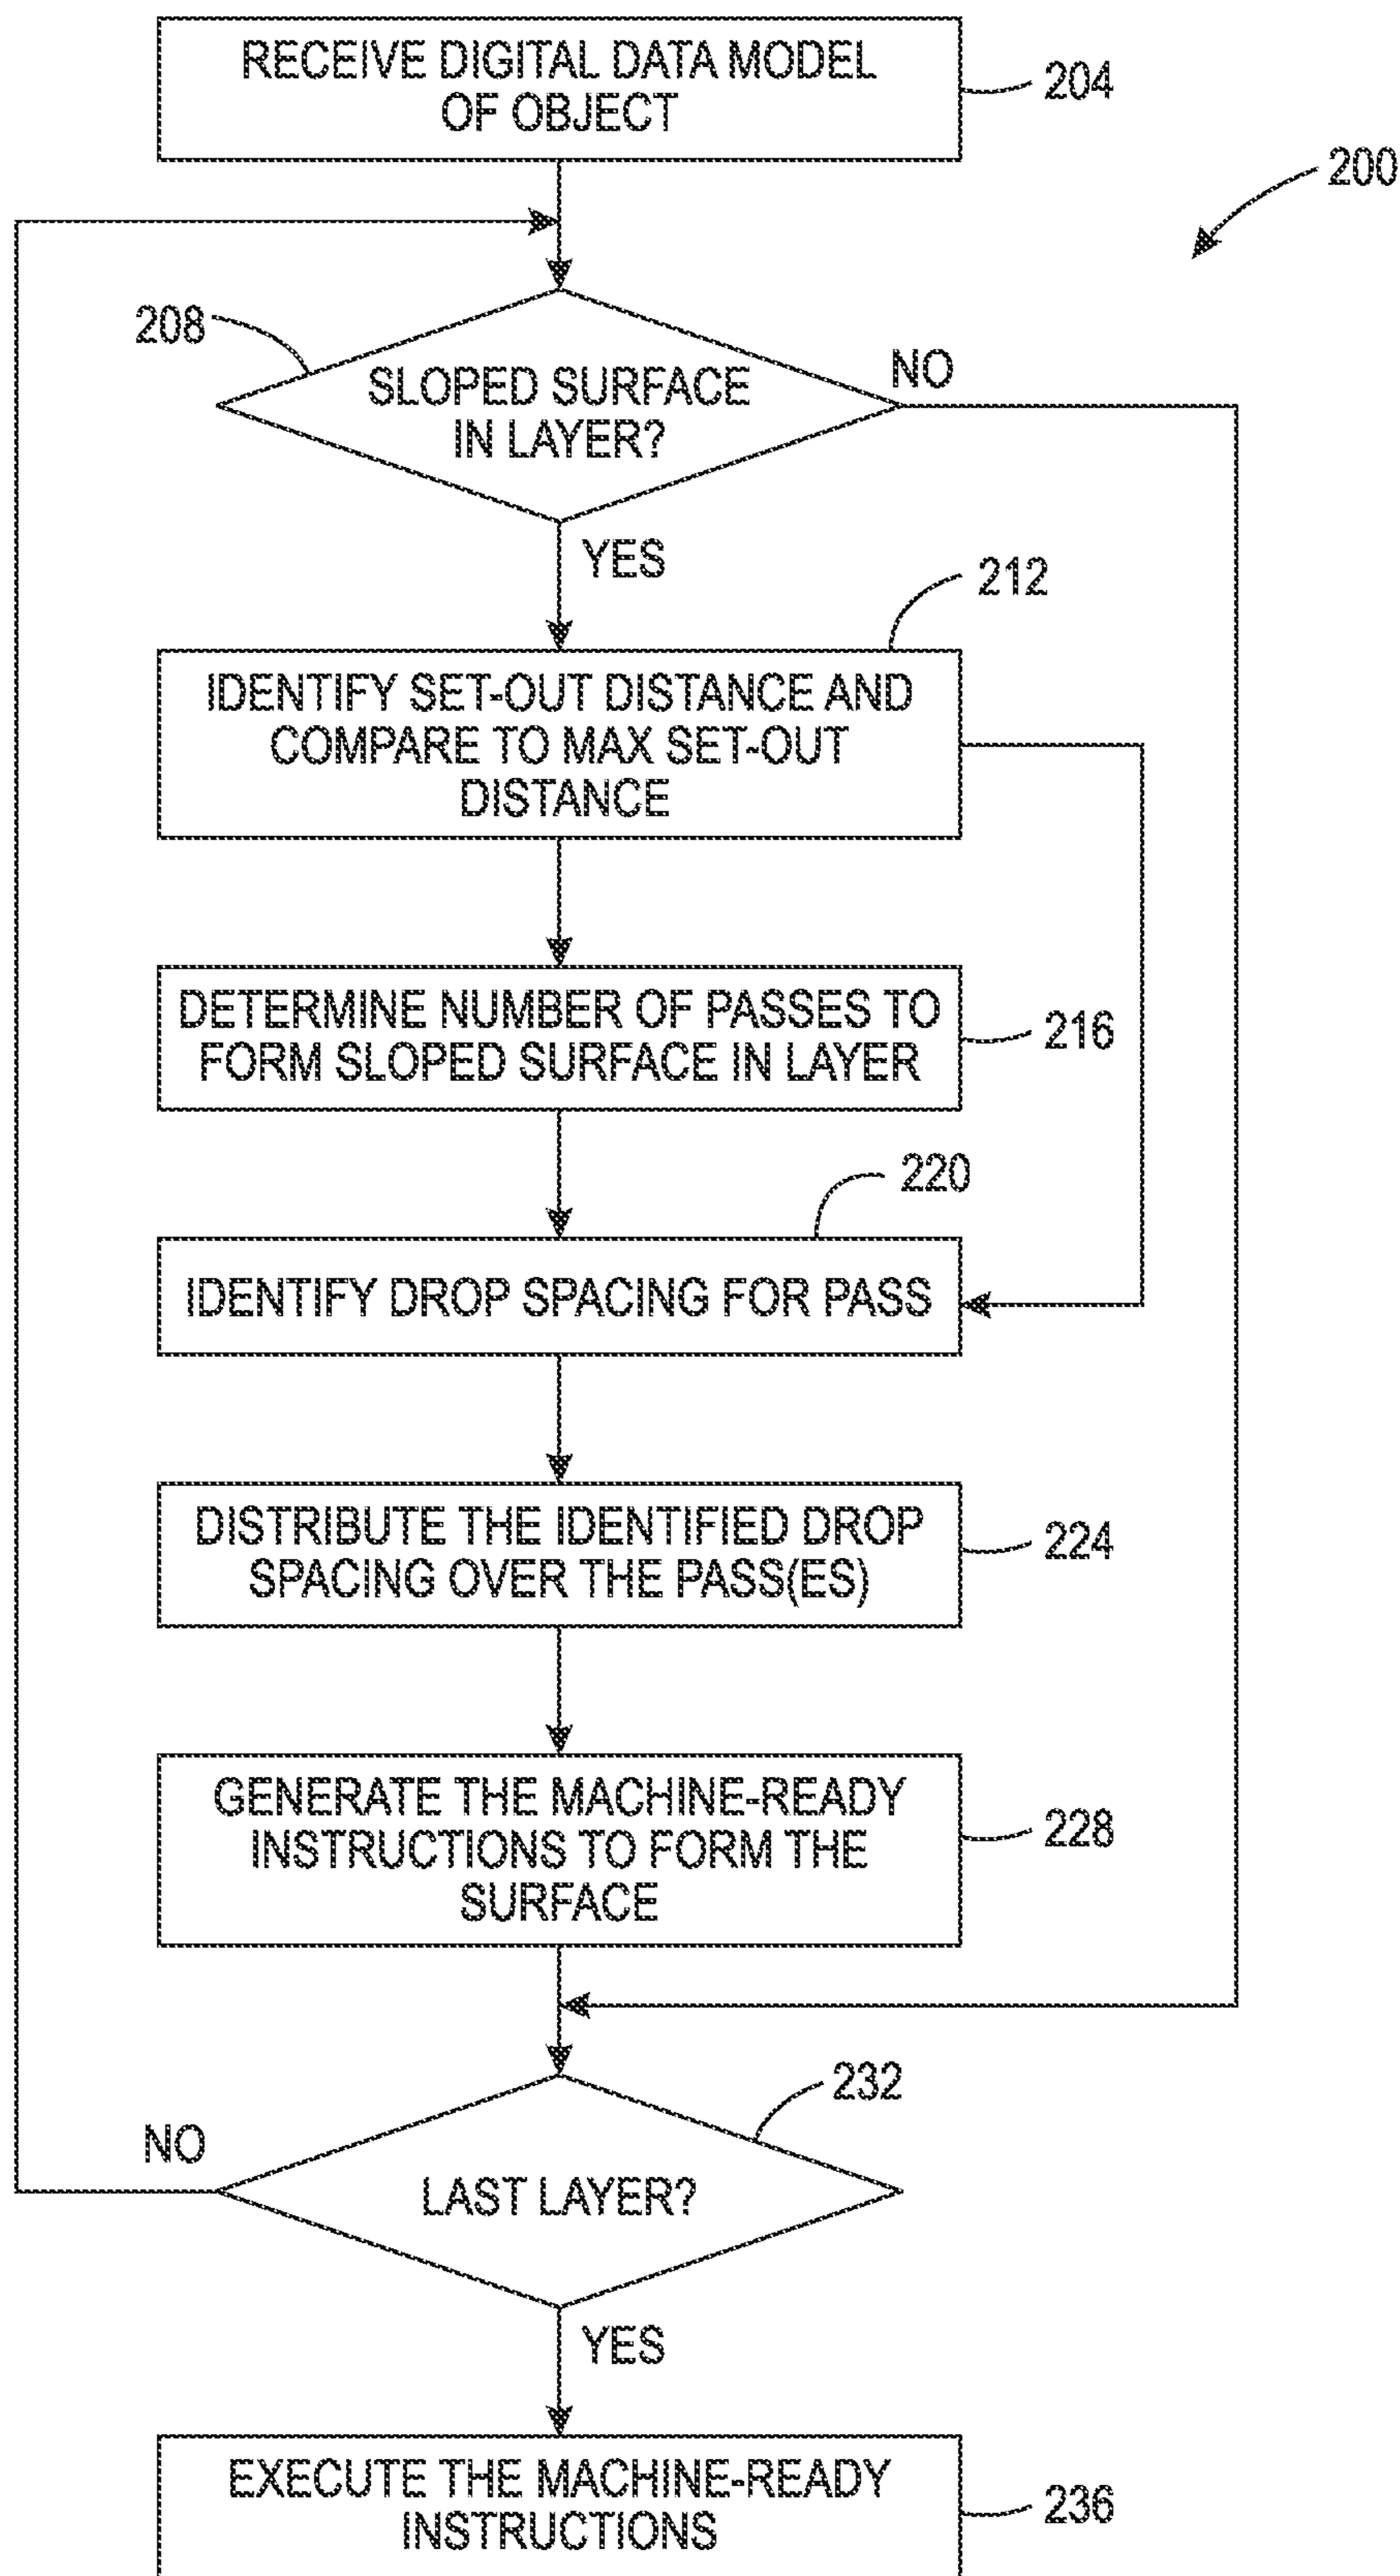 RECEIVE DIGITAL DATA MODEL
OF OBJECT
204
200
208
SLOPED SURFACE
IN LAYER?
NO
YES
212
IDENTIFY SET-OUT DISTANCE AND
COMPARE TO MAX SET-OUT
DISTANCE
DETERMINE NUMBER OF PASSES TO
FORM SLOPED SURFACE IN LAYER
216
220
IDENTIFY DROP SPACING FOR PASS
DISTRIBUTE THE IDENTIFIED DROP
SPACING OVER THE PASS(ES)
224
GENERATE THE MACHINE-READY
INSTRUCTIONS TO FORM THE
SURFACE
228
232
NO
LAST LAYER?
YES
EXECUTE THE MACHINE-READY
INSTRUCTIONS
236